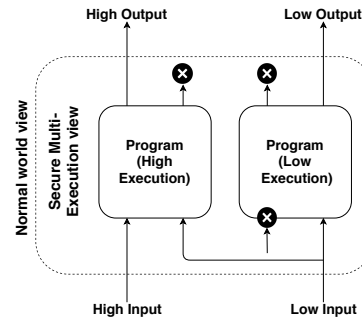 High Output
Low Output
Normal world view
Secure Multi-
Execution view
Program
(High
Execution)
Program
(Low
Execution)
High Input
Low Input